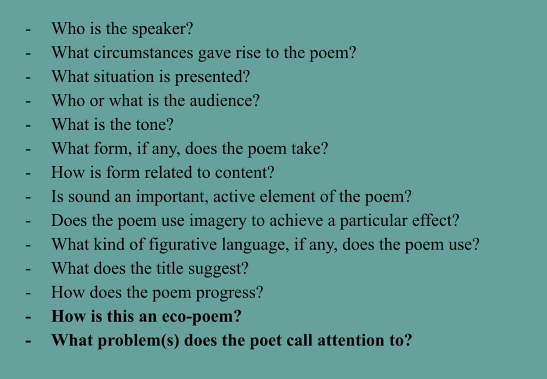 - Who is the speaker?
- What circumstances gave rise to the poem?
- What situation is presented?
- Who or what is the audience?
- What is the tone?
- What form, if any, does the poem take?
- How is form related to content?
- Is sound an important, active element of the poem?
- Does the poem use imagery to achieve a particular effect?
- What kind of figurative language, if any, does the poem use?
- What does the title suggest?
- How does the poem progress?
- How is this an eco-poem?
- What problem(s) does the poet call attention to?